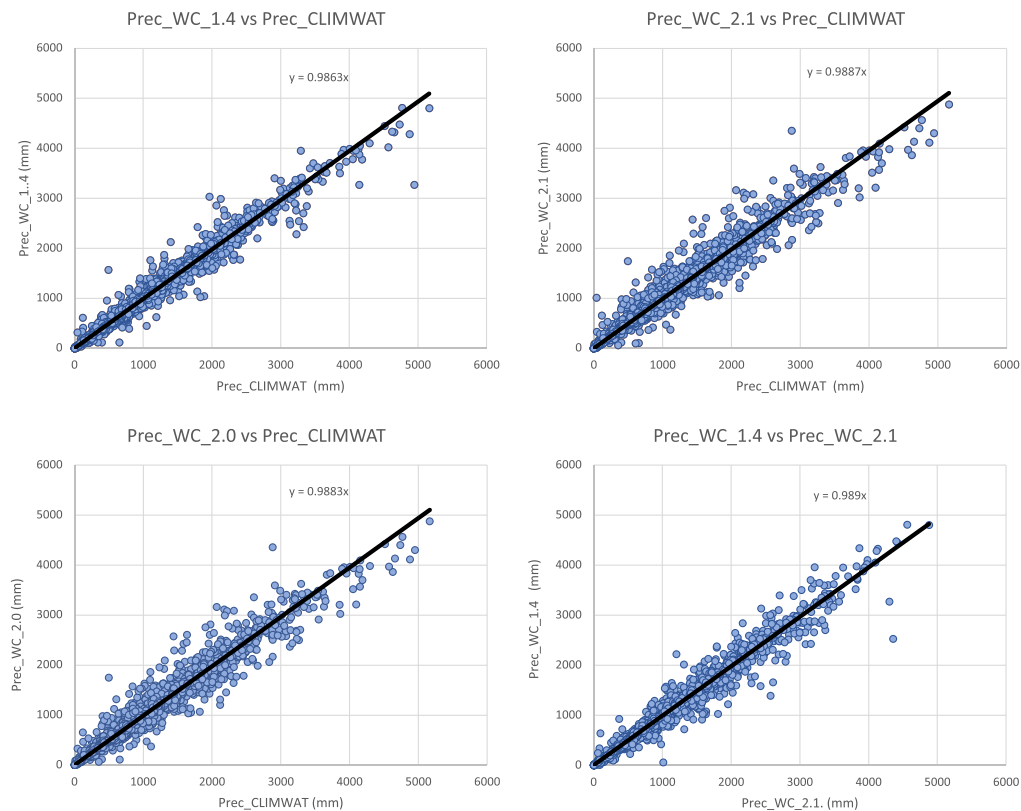 Prec_WC_1.4 vs Prec_CLIMWAT
6000
5000
4000
3000
2000
1000
0
y = 0.9863x
Prec_WC_1..4 (mm)
0 1000 2000 3000 4000 5000 6000
Prec_CLIMWAT (mm)
Prec_WC_2.1 vs Prec_CLIMWAT
6000
5000
4000
3000
2000
1000
0
y = 0.9887x
Prec_WC_2.1 (mm)
0 1000 2000 3000 4000 5000 6000
Prec_CLIMWAT (mm)
Prec_WC_2.0 vs Prec_CLIMWAT
6000
5000
4000
3000
2000
1000
0
y = 0.9883x
Prec_WC_2.0 (mm)
0 1000 2000 3000 4000 5000 6000
Prec_CLIMWAT (mm)
Prec_WC_1.4 vs Prec_WC_2.1
6000
5000
4000
3000
2000
1000
0
y = 0.989x
Prec_WC_1.4 (mm)
0 1000 2000 3000 4000 5000 6000
Prec_WC_2.1. (mm)